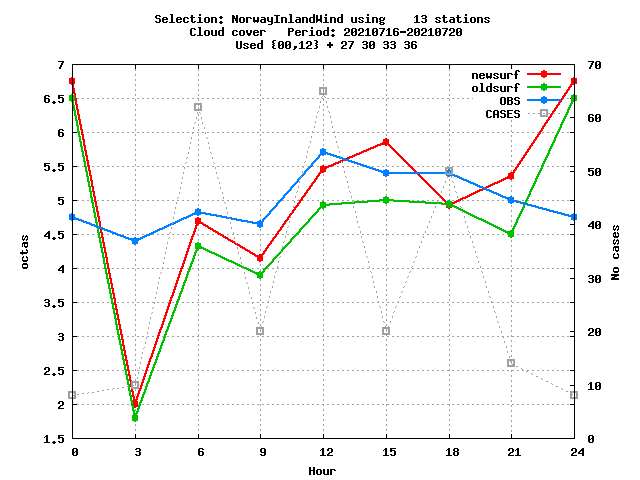 Selection: NorwayInlandWind using    13 stations
Cloud cover   Period: 20210716-20210720
Used {00,12} + 27 30 33 36
7
6.5
6
5.5
5
4.5
4
3.5
3
2.5
2
1.5
70
60
50
40
30
20
10
0
newsurf
oldsurf
OBS
CASES
octas
No cases
0 3 6 9 12 15 18 21 24
Hour